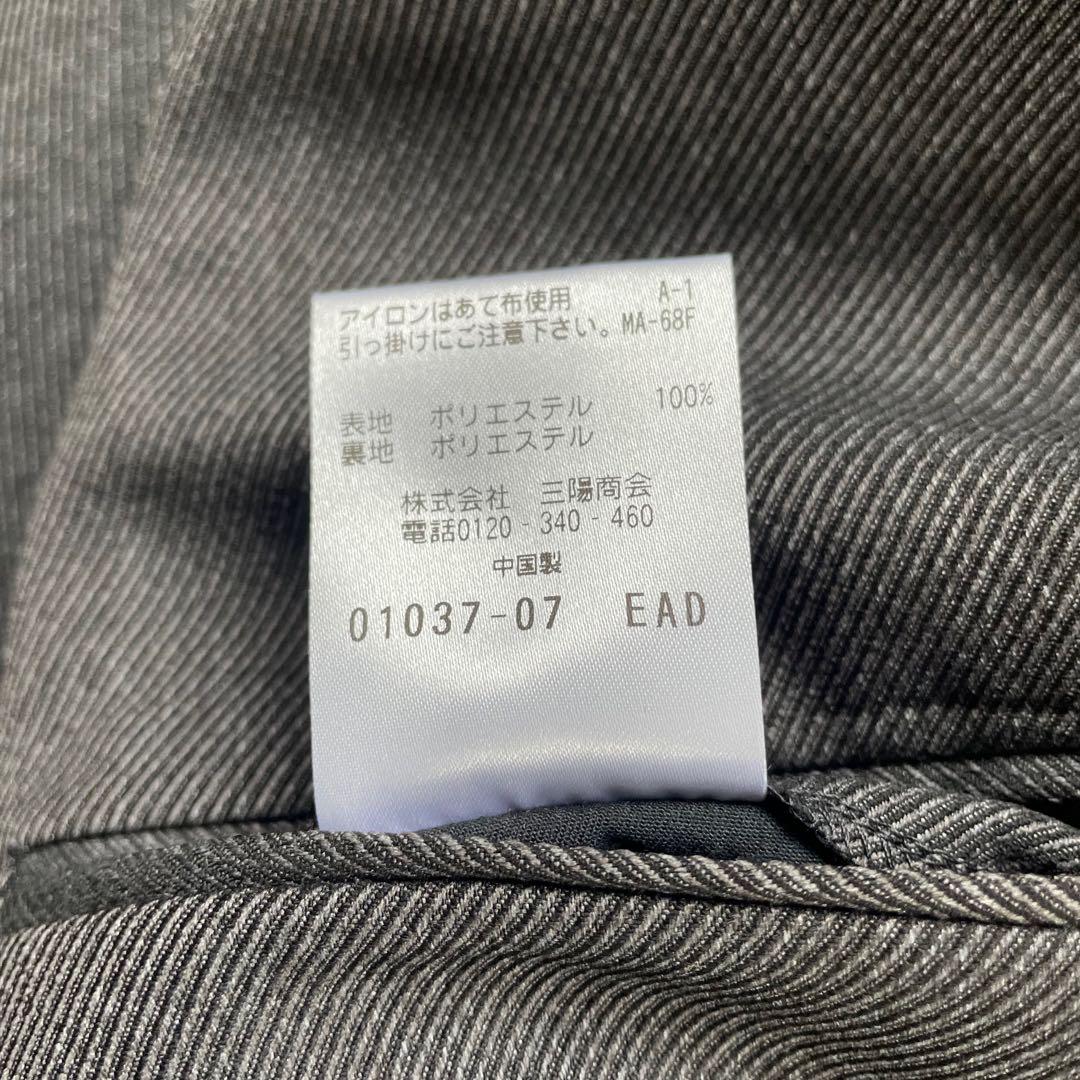 アイロンはあて布使用 A-1
引っ掛けにご注意下さい。MA-68F
表地 ポリエステル 100%
裏地 ポリエステル
株式会社 三陽商会
電話0120-340-460
中国製
01037-07 EAD